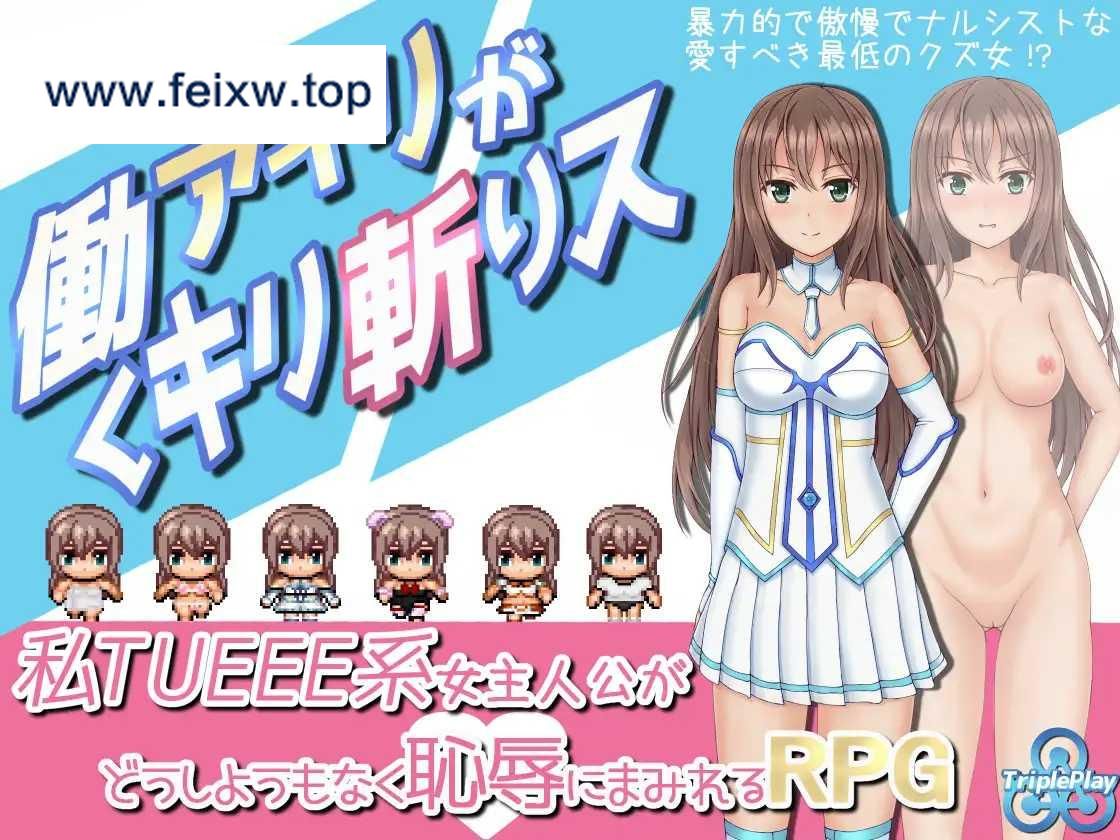 暴力的で傲慢でナルシストな
愛すべき最低のクズ女!?
www.feixw.top
アイリが
働くキリ斬りス
私TUEEE系女主人公が
どうしようもなく恥辱にまみれるRPG
TriplePlay